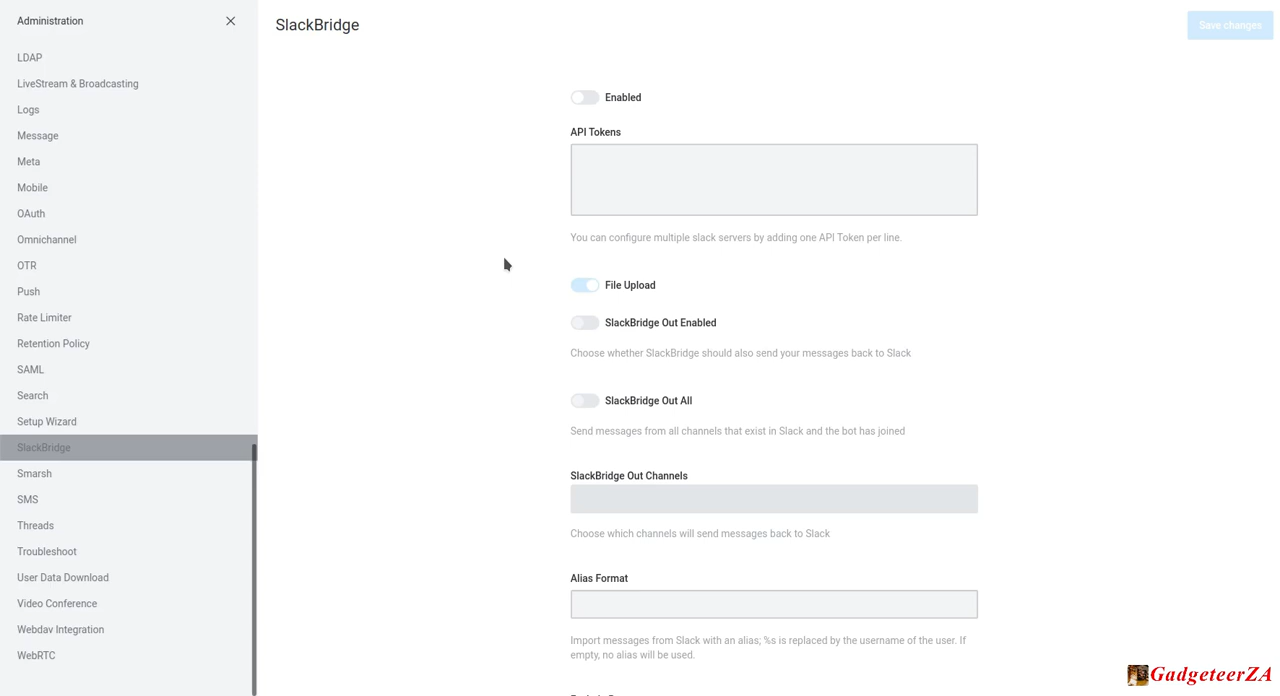 Administration
LDAP
LiveStream & Broadcasting
Logs
Message
Meta
Mobile
OAuth
Omnichannel
OTR
Push
Rate Limiter
Retention Policy
SAML
Search
Setup Wizard
SlackBridge
Smarsh
SMS
Threads
Troubleshoot
User Data Download
Video Conference
Webdav Integration
WebRTC
SlackBridge
Save changes
Enabled
API Tokens
You can configure multiple slack servers by adding one API Token per line.
File Upload
SlackBridge Out Enabled
Choose whether SlackBridge should also send your messages back to Slack
SlackBridge Out All
Send messages from all channels that exist in Slack and the bot has joined
SlackBridge Out Channels
Choose which channels will send messages back to Slack
Alias Format
Import messages from Slack with an alias; %s is replaced by the username of the user. If
empty, no alias will be used.
GadgeteerZA